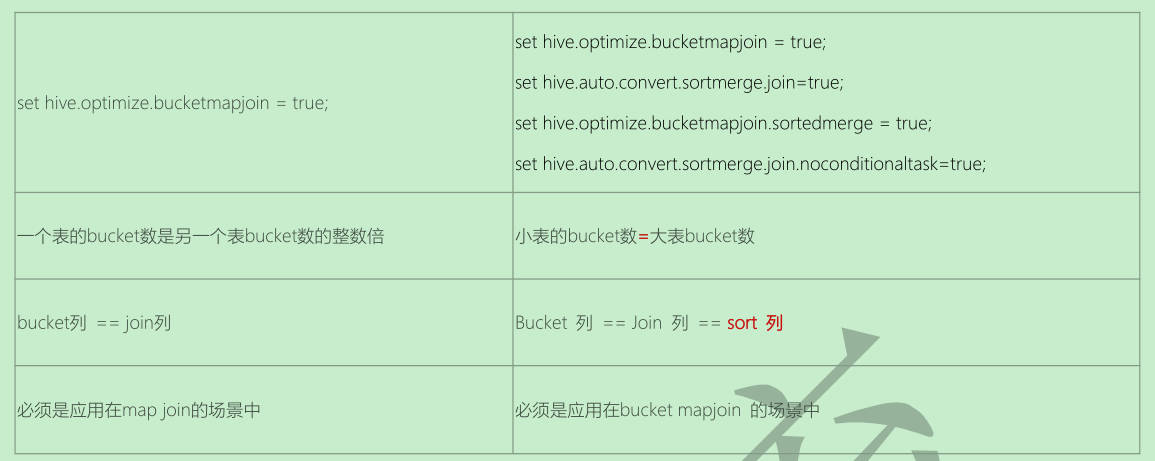 set hive.optimize.bucketmapjoin = true;
set hive.optimize.bucketmapjoin = true;
set hive.auto.convert.sortmerge.join=true;
set hive.optimize.bucketmapjoin.sortedmerge = true;
set hive.auto.convert.sortmerge.join.noconditionaltask=true;
一个表的bucket数是另一个表bucket数的整数倍
小表的bucket数=大表bucket数
bucket列 == join列
Bucket 列 == Join 列 == sort 列
必须是应用在map join的场景中
必须是应用在bucket mapjoin 的场景中